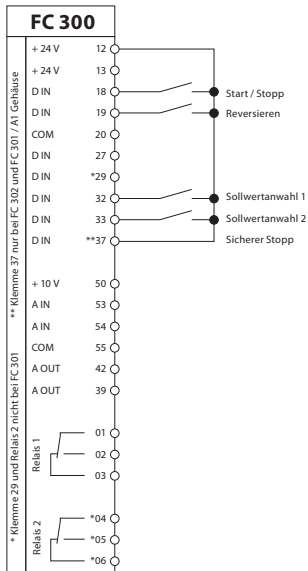 FC 300
+ 24 V 12
+ 24 V 13
D IN 18 Start / Stopp
D IN 19 Reversieren
COM 20
D IN 27
D IN *29
D IN 32 Sollwertanwahl 1
D IN 33 Sollwertanwahl 2
D IN **37 Sicherer Stopp
+ 10 V 50
A IN 53
A IN 54
COM 55
A OUT 42
A OUT 39
Relais 1
01
02
03
Relais 2
*04
*05
*06
* Klemme 29 und Relais 2 nicht bei FC 301
** Klemme 37 nur bei FC 302 und FC 301 / A1 Gehäuse